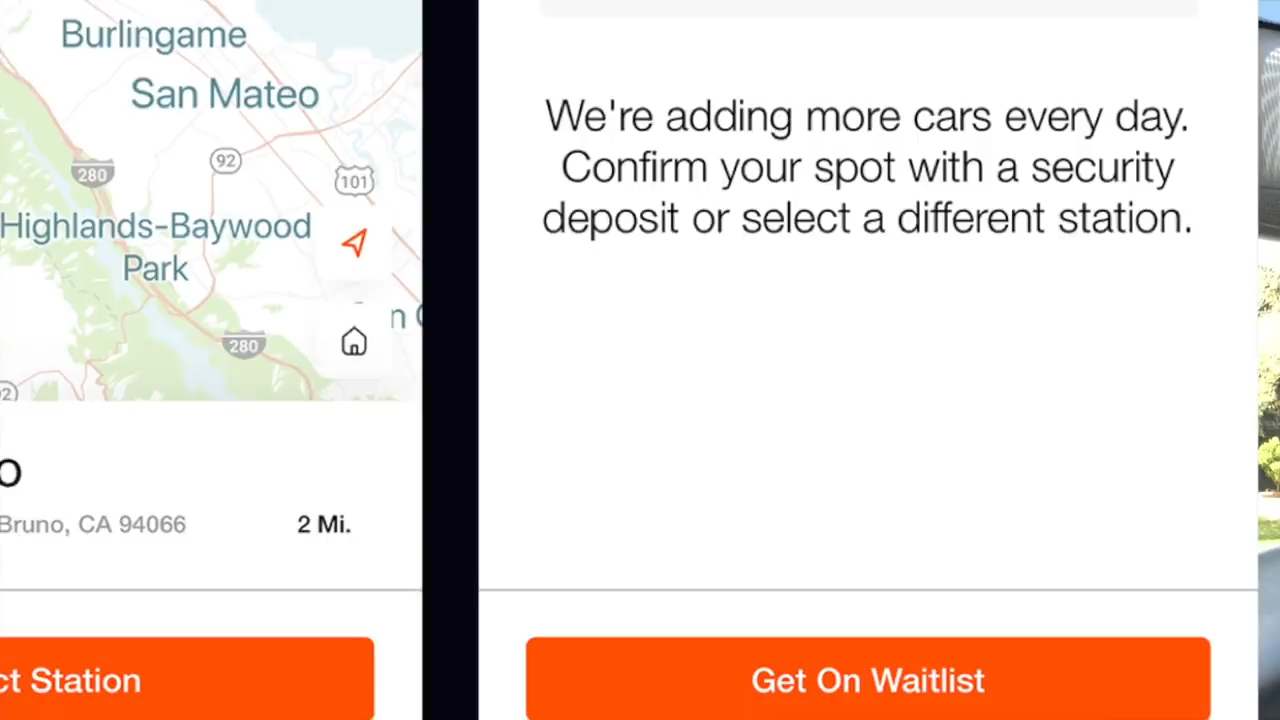 Burlingame
San Mateo
92
280
101
Highlands-Baywood
Park
280
Bruno, CA 94066
2 Mi.
Station
We're adding more cars every day.
Confirm your spot with a security
deposit or select a different station.
Get On Waitlist